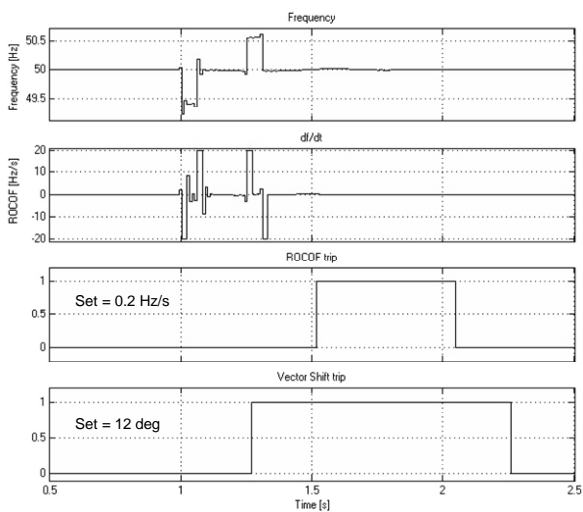 Frequency
Frequency [Hz]
50.5
50
49.5
df/dt
ROCOF [Hz/s]
20
10
0
-10
-20
ROCOF trip
1
0.5
0
Set = 0.2 Hz/s
Vector Shift trip
1
0.5
0
Set = 12 deg
0.5 1 1.5 2 2.5
Time [s]